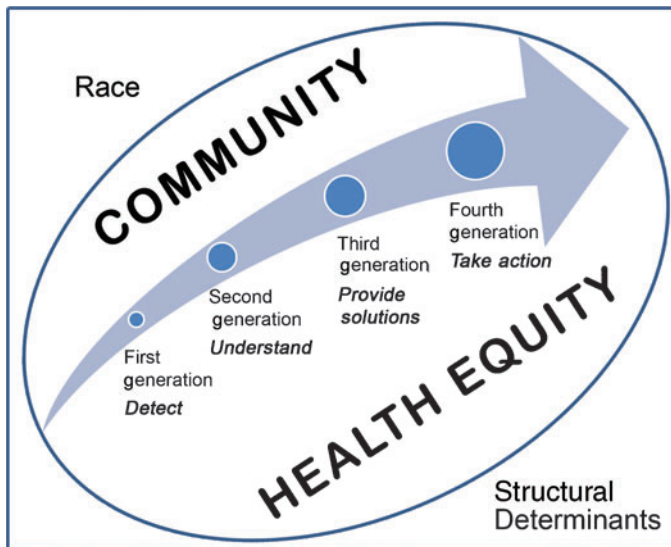 Race
COMMUNITY
First
generation
Detect
Second
generation
Understand
Third
generation
Provide
solutions
Fourth
generation
Take action
HEALTH EQUITY
Structural
Determinants